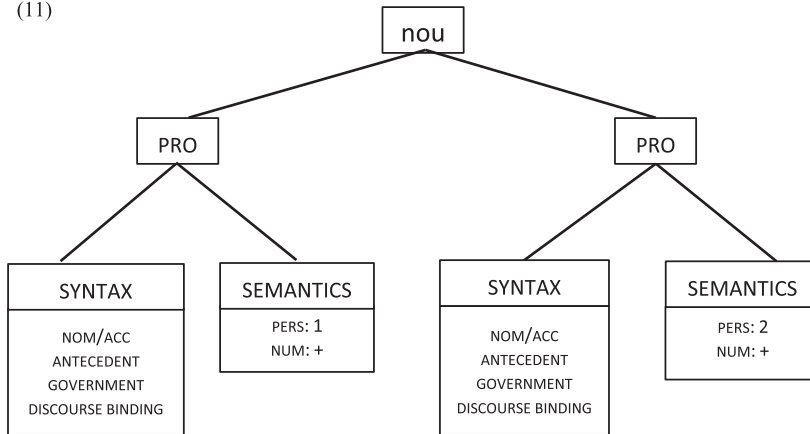 (11)
nou
PRO
PRO
SYNTAX
NOM/ACC
ANTECEDENT
GOVERNMENT
DISCOURSE BINDING
SEMANTICS
PERS: 1
NUM: +
SYNTAX
NOM/ACC
ANTECEDENT
GOVERNMENT
DISCOURSE BINDING
SEMANTICS
PERS: 2
NUM: +